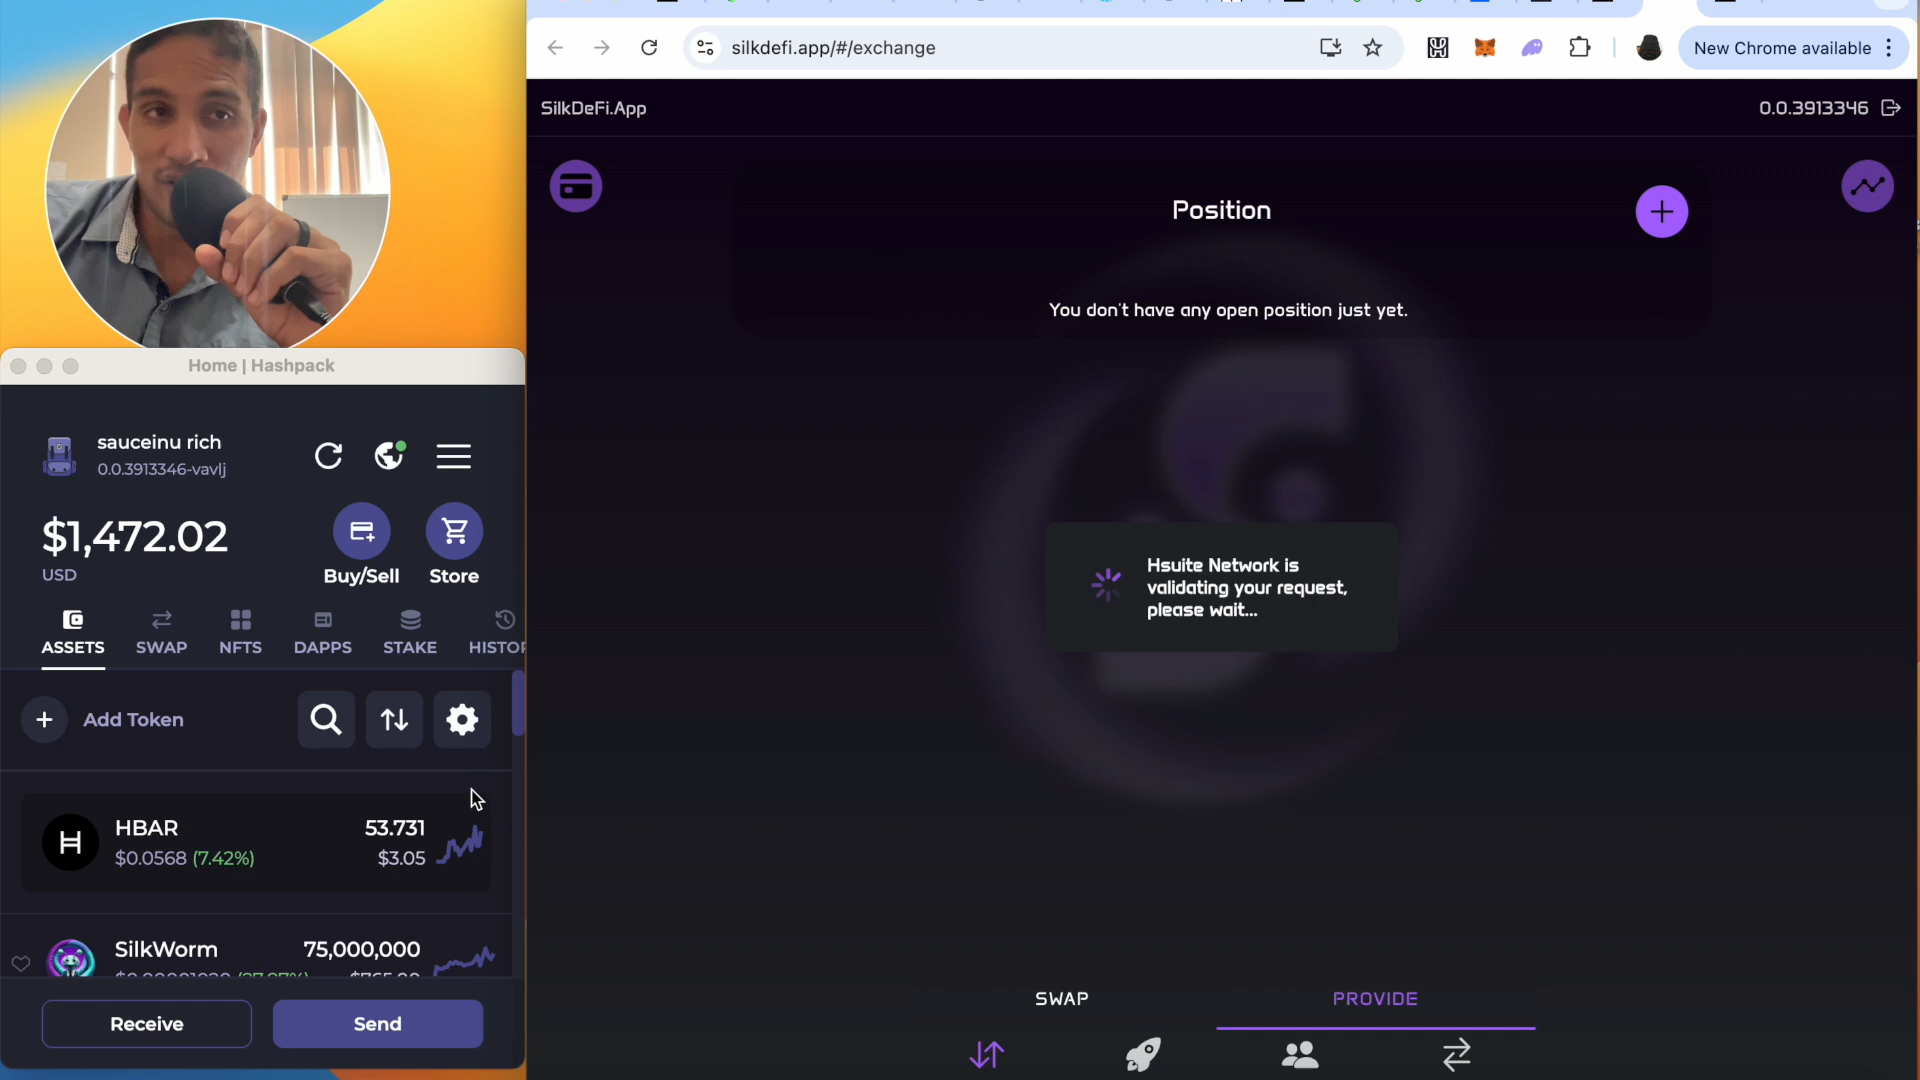 silkdefi.app/#/exchange
New Chrome available
SilkDeFi.App
0.0.3913346
Position
You don't have any open position just yet.
Hsuite Network is
validating your request,
please wait...
SWAP
PROVIDE
Home | Hashpack
sauceinu rich
0.0.3913346-vavlj
$1,472.02
USD
Buy/Sell
Store
ASSETS
SWAP
NFTS
DAPPS
STAKE
HISTOR
Add Token
HBAR
53.731
$0.0568 (7.42%)
$3.05
SilkWorm
75,000,000
Receive
Send